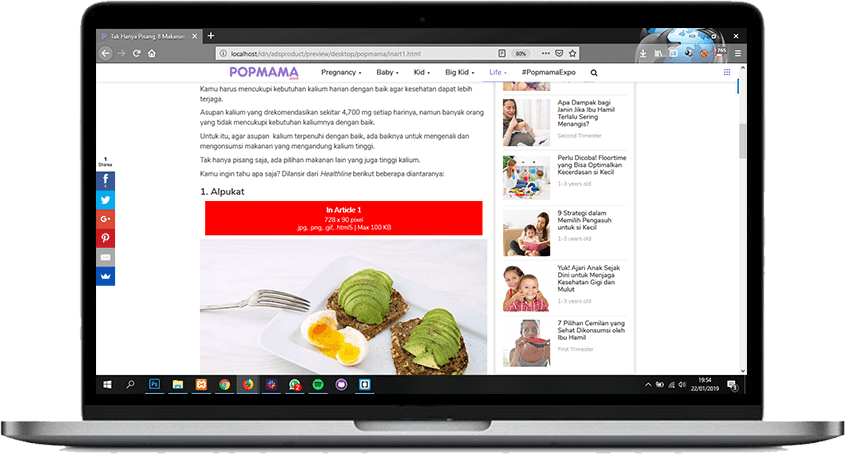 Tak Hanya Pisang, 8 Makanan
localhost/idn/adsproduct/preview/desktop/popmama/inart1.html
80%
POPMAMA
.com
Pregnancy
Baby
Kid
Big Kid
Life
#PopmamaExpo
Kamu harus mencukupi kebutuhan kalium harian dengan baik agar kesehatan dapat lebih
terjaga.
Asupan kalium yang drekomendasikan sekitar 4,700 mg setiap harinya, namun banyak orang
yang tidak mencukupi kebutuhan kaliumnya dengan baik.
Untuk itu, agar asupan kalium terpenuhi dengan baik, ada baiknya untuk mengenali dan
mengonsumsi makanan yang mengandung kalium tinggi.
Tak hanya pisang saja, ada pilihan makanan lain yang juga tinggi kalium.
Kamu ingin tahu apa saja? Dilansir dari Healthline berikut beberapa diantaranya:
1. Alpukat
In Article 1
728 x 90 pixel
.jpg, .png, .gif, .html5 | Max 100 KB
1
Shares
Apa Dampak bagi
Janin Jika Ibu Hamil
Terlalu Sering
Menangis?
Second Trimester
Perlu Dicoba! Floortime
yang Bisa Optimalkan
Kecerdasan si Kecil
1-3 years old
9 Strategi dalam
Memilih Pengasuh
untuk si Kecil
1-3 years old
Yuk! Ajari Anak Sejak
Dini untuk Menjaga
Kesehatan Gigi dan
Mulut
1-3 years old
7 Pilihan Cemilan yang
Sehat Dikonsumsi oleh
Ibu Hamil
First Trimester
19:54
22/01/2019